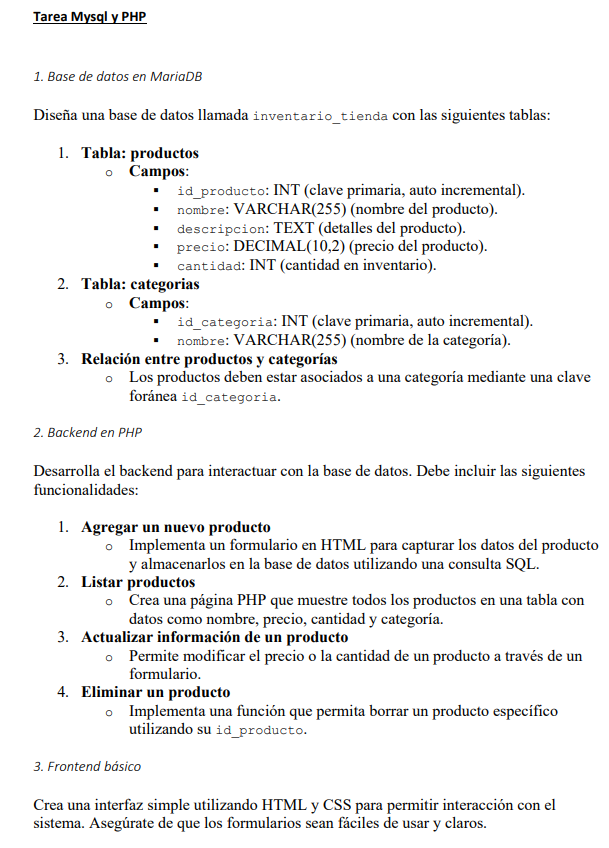 Tarea Mysql y PHP
1. Base de datos en MariaDB
Diseña una base de datos llamada inventario_tienda con las siguientes tablas:
1. Tabla: productos
o Campos:
▪ id_producto: INT (clave primaria, auto incremental).
▪ nombre: VARCHAR(255) (nombre del producto).
▪ descripcion: TEXT (detalles del producto).
▪ precio: DECIMAL(10,2) (precio del producto).
▪ cantidad: INT (cantidad en inventario).
2. Tabla: categorias
o Campos:
▪ id_categoria: INT (clave primaria, auto incremental).
▪ nombre: VARCHAR(255) (nombre de la categoría).
3. Relación entre productos y categorías
o Los productos deben estar asociados a una categoría mediante una clave
foránea id_categoria.
2. Backend en PHP
Desarrolla el backend para interactuar con la base de datos. Debe incluir las siguientes
funcionalidades:
1. Agregar un nuevo producto
o Implementa un formulario en HTML para capturar los datos del producto
y almacenarlos en la base de datos utilizando una consulta SQL.
2. Listar productos
o Crea una página PHP que muestre todos los productos en una tabla con
datos como nombre, precio, cantidad y categoría.
3. Actualizar información de un producto
o Permite modificar el precio o la cantidad de un producto a través de un
formulario.
4. Eliminar un producto
o Implementa una función que permita borrar un producto específico
utilizando su id_producto.
3. Frontend básico
Crea una interfaz simple utilizando HTML y CSS para permitir interacción con el
sistema. Asegúrate de que los formularios sean fáciles de usar y claros.